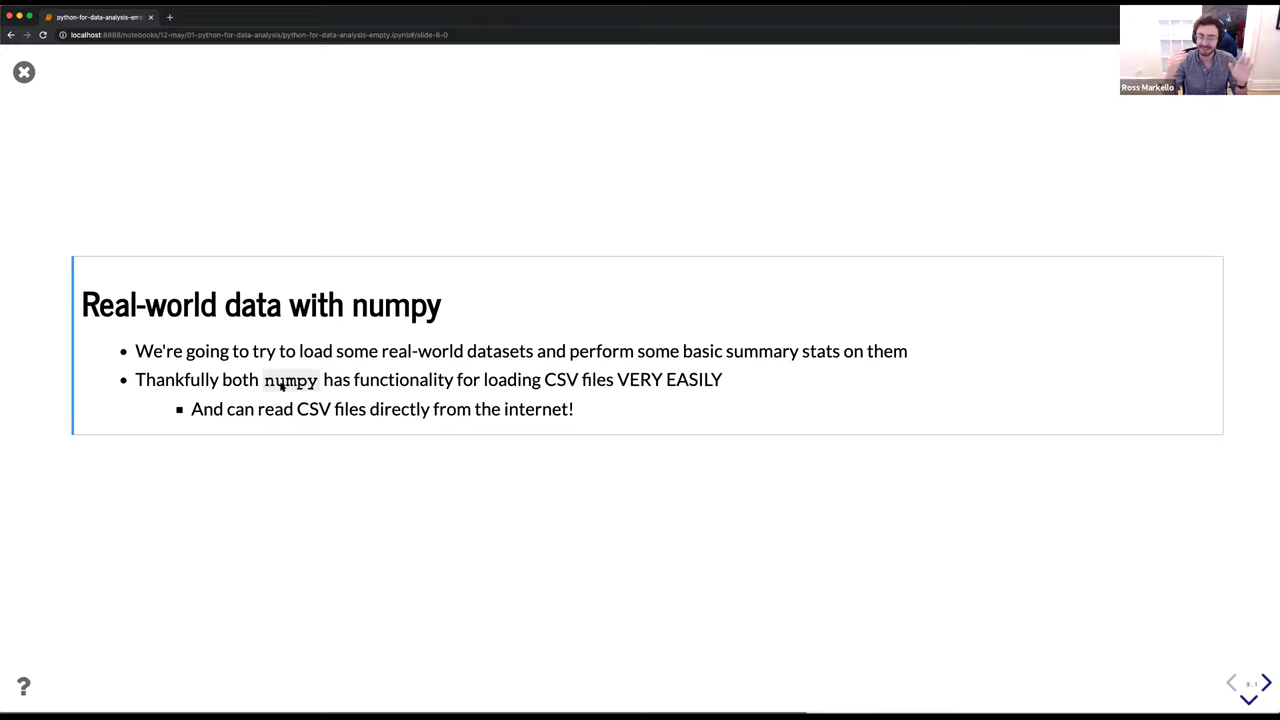 python-for-data-analysis-emp
localhost:8888/notebooks/12-may/01-python-for-data-analysis/python-for-data-analysis-empty.ipynb#/slide-8-0
Ross Markello
Real-world data with numpy
We're going to try to load some real-world datasets and perform some basic summary stats on them
Thankfully both numpy has functionality for loading CSV files VERY EASILY
And can read CSV files directly from the internet!
?
9.1